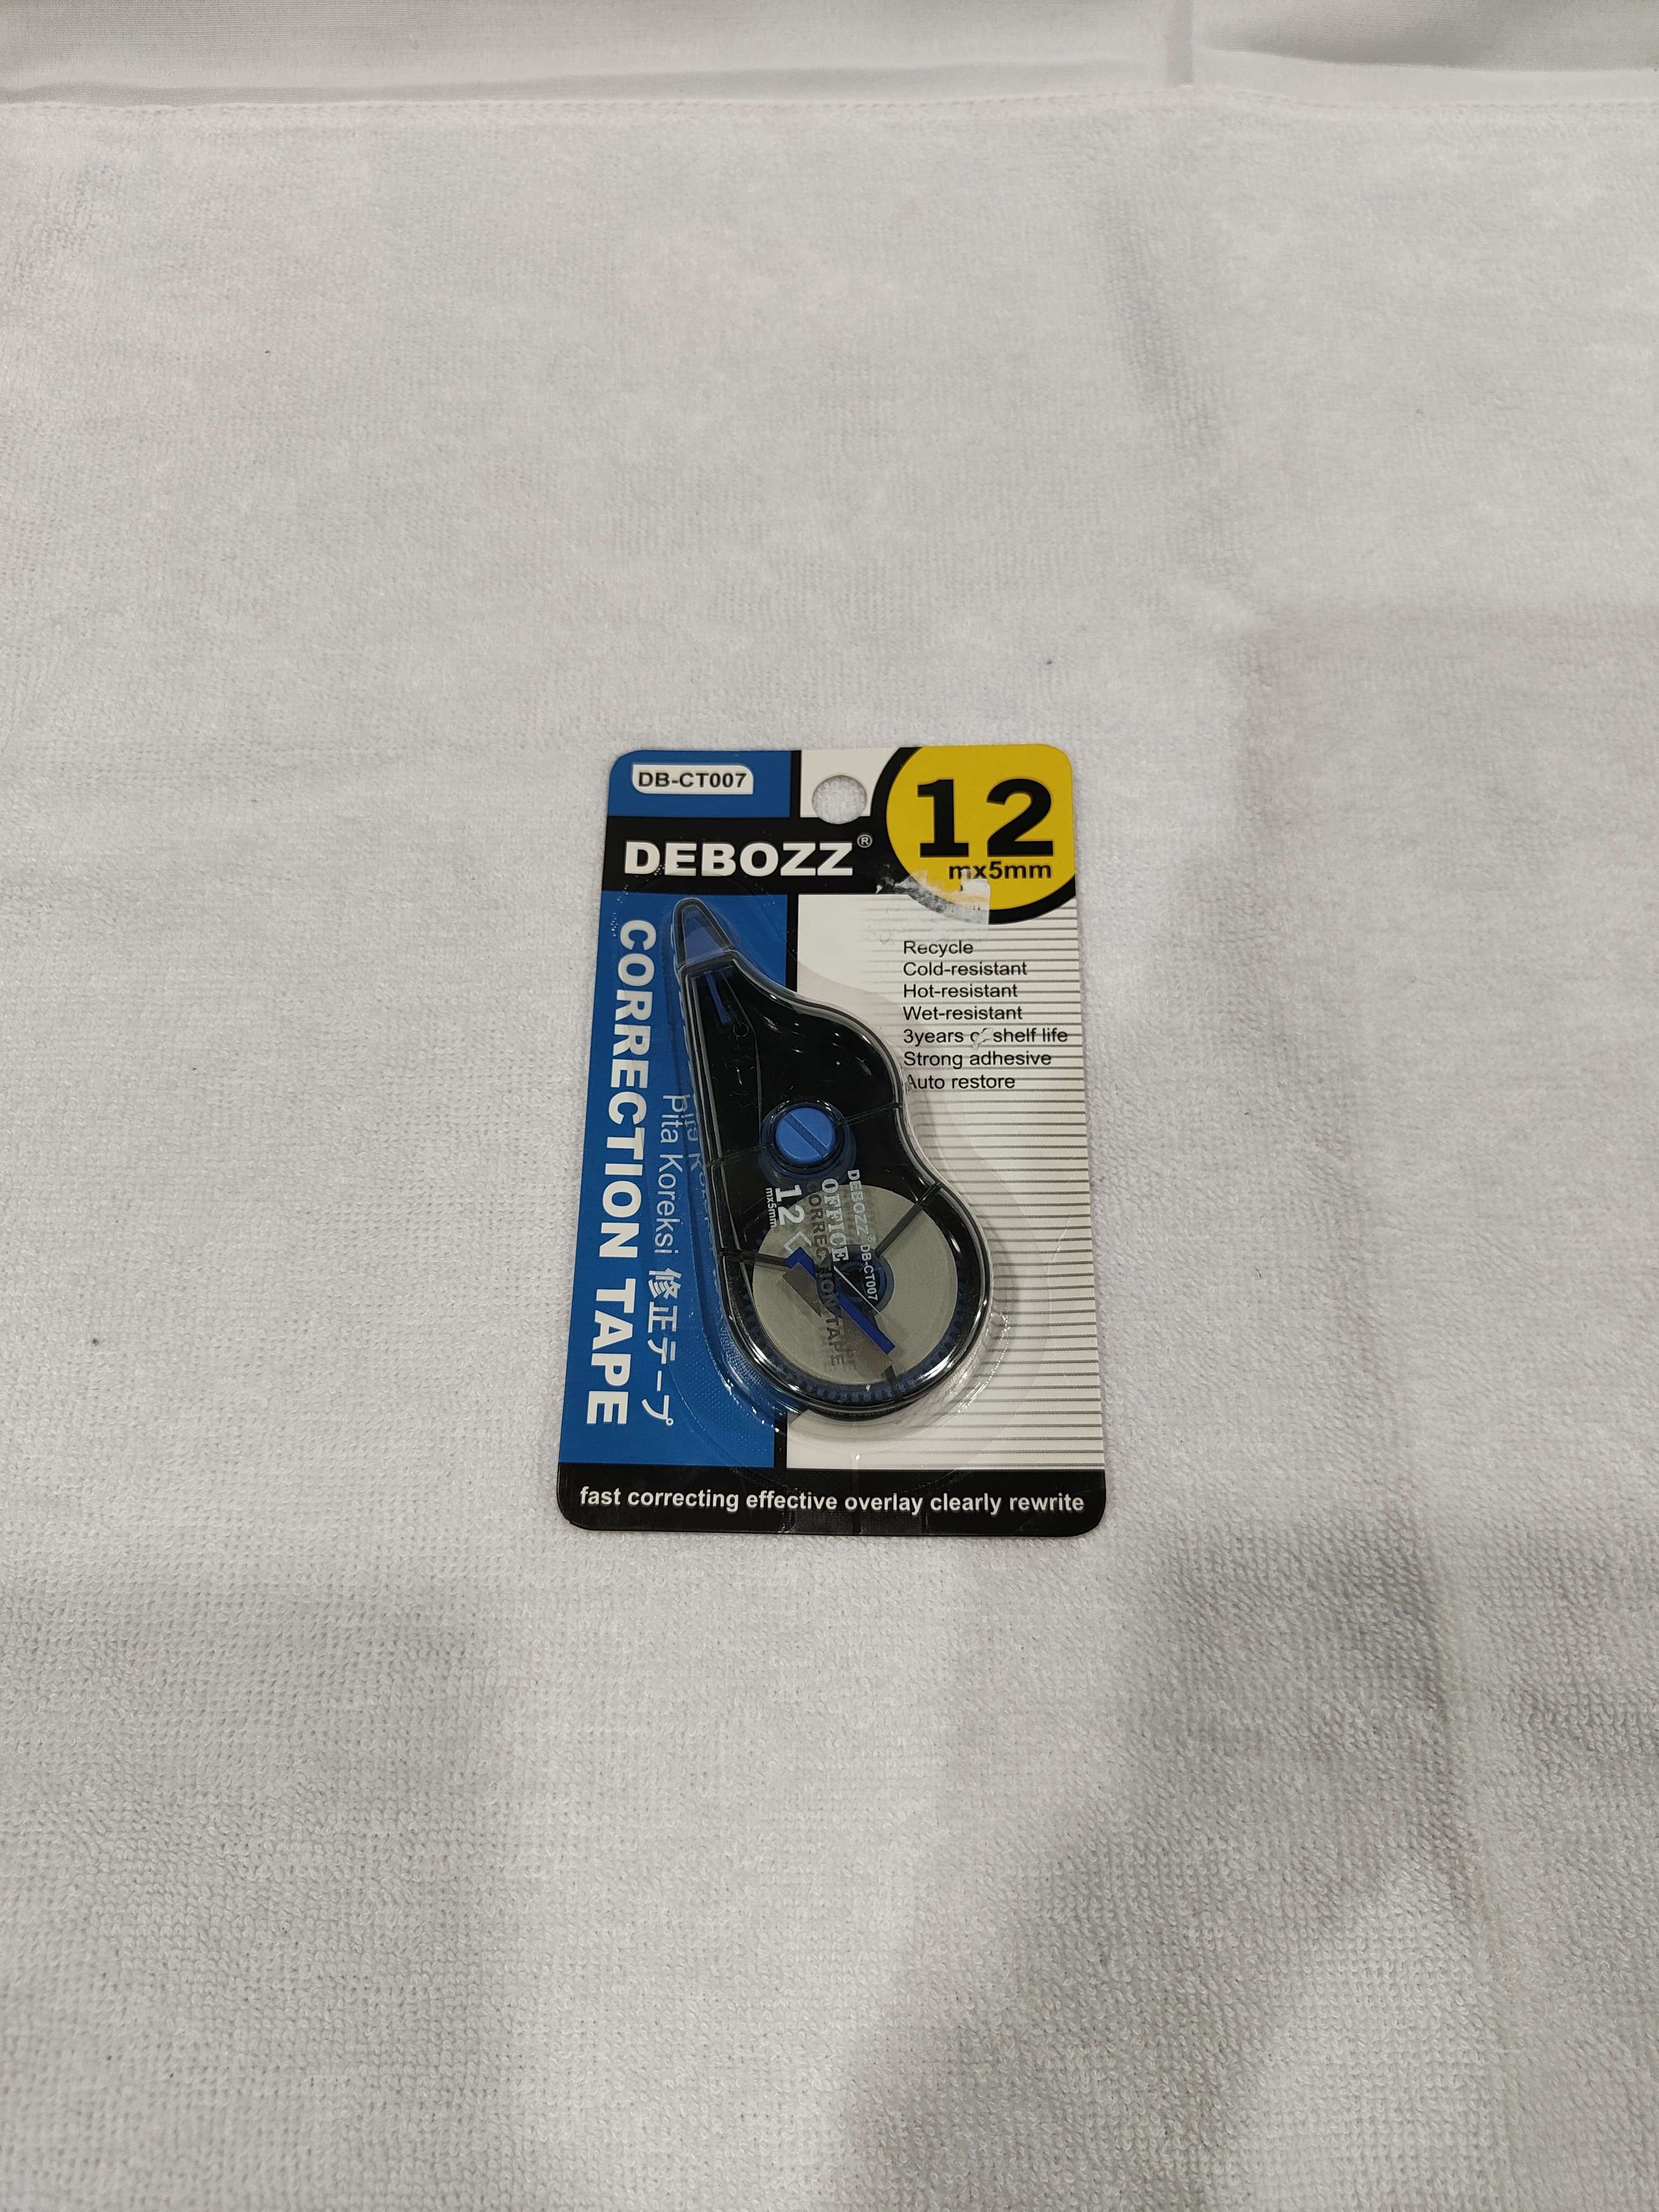 DB-CT007
DEBOZZ®
12
mx5mm
Recycle
Cold-resistant
Hot-resistant
Wet-resistant
3years of shelf life
Strong adhesive
Auto restore
CORRECTION TAPE
Pita Koreksi 修正テープ
DEBOZZ® DB-CT007
OFFICE
CORRECTION TAPE
12
mx5mm
fast correcting effective overlay clearly rewrite